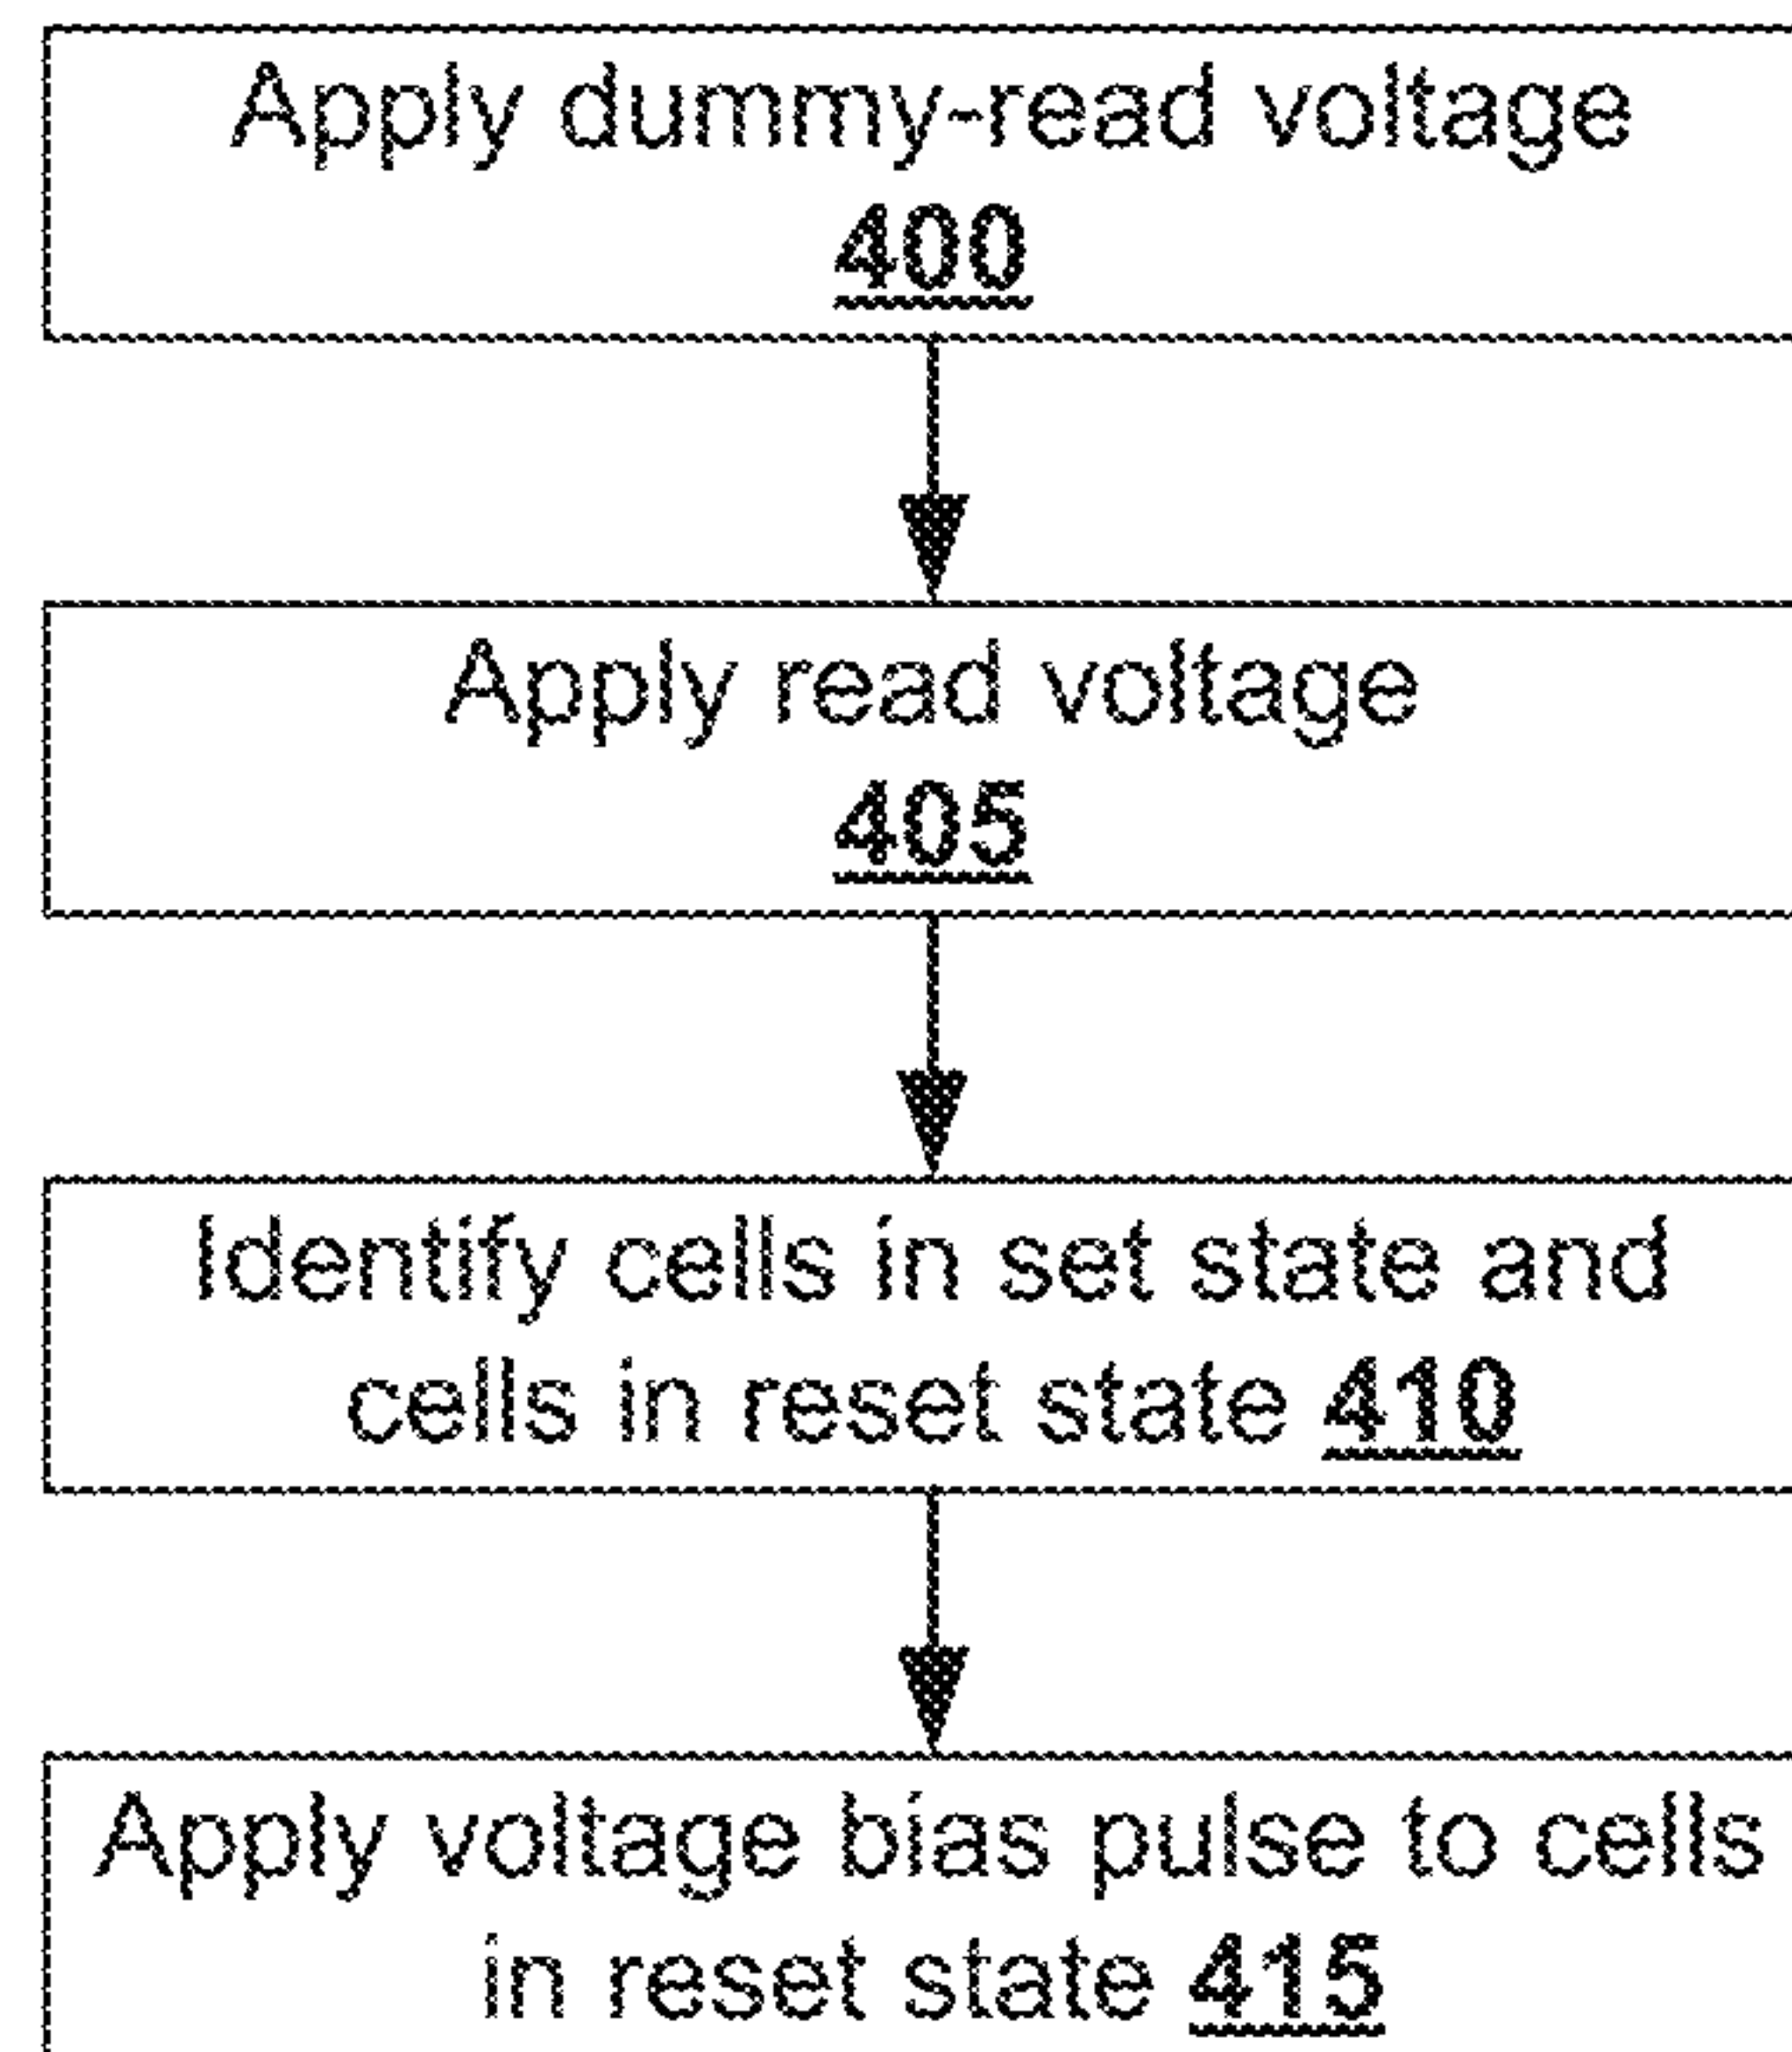 Apply dummy-read voltage
400
Apply read voltage
405
Identify cells in set state and
cells in reset state 410
Apply voltage bias pulse to cells
in reset state 415